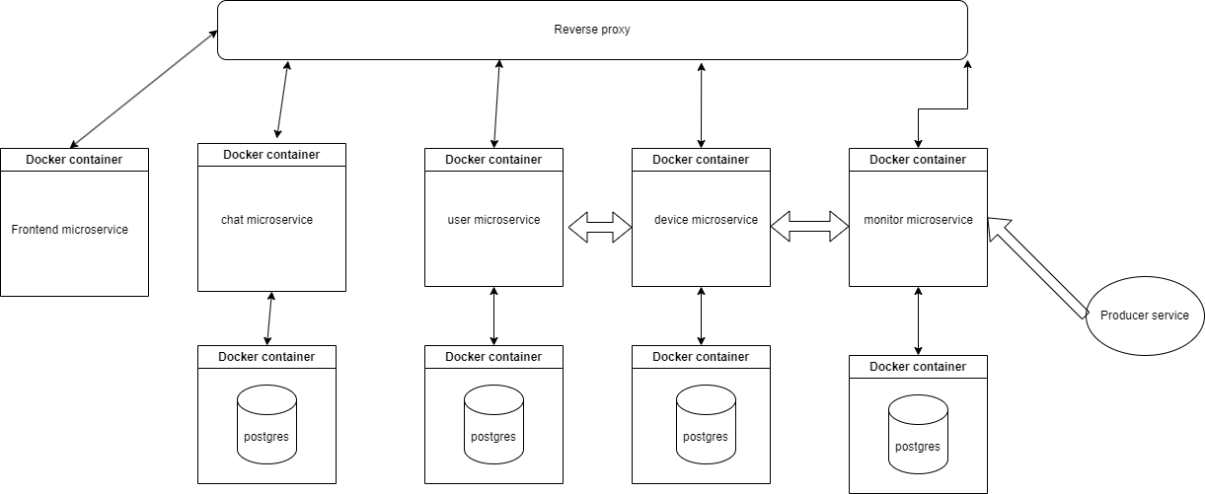 Reverse proxy
Docker container
Frontend microservice
Docker container
chat microservice
Docker container
user microservice
Docker container
device microservice
Docker container
monitor microservice
Producer service
Docker container
postgres
Docker container
postgres
Docker container
postgres
Docker container
postgres